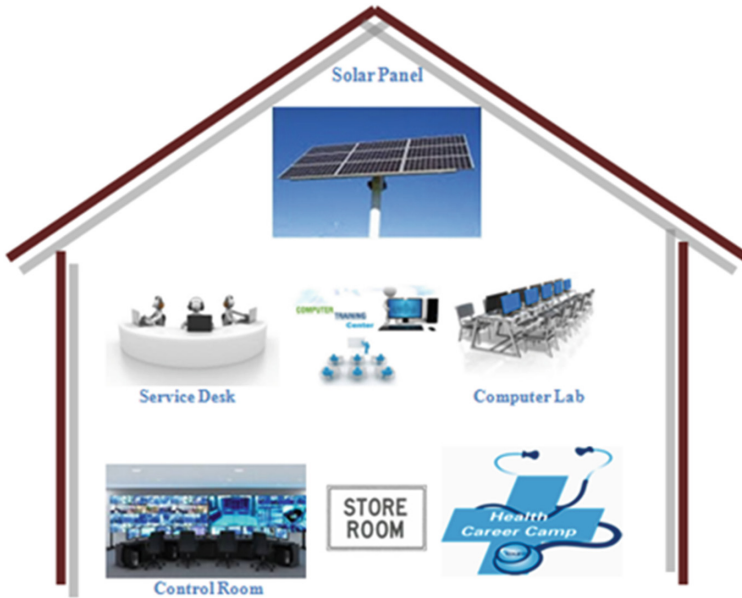 Solar Panel
COMPUTER
TRAINING
Center
Service Desk
Computer Lab
STORE
ROOM
Health
Career Camp
Control Room